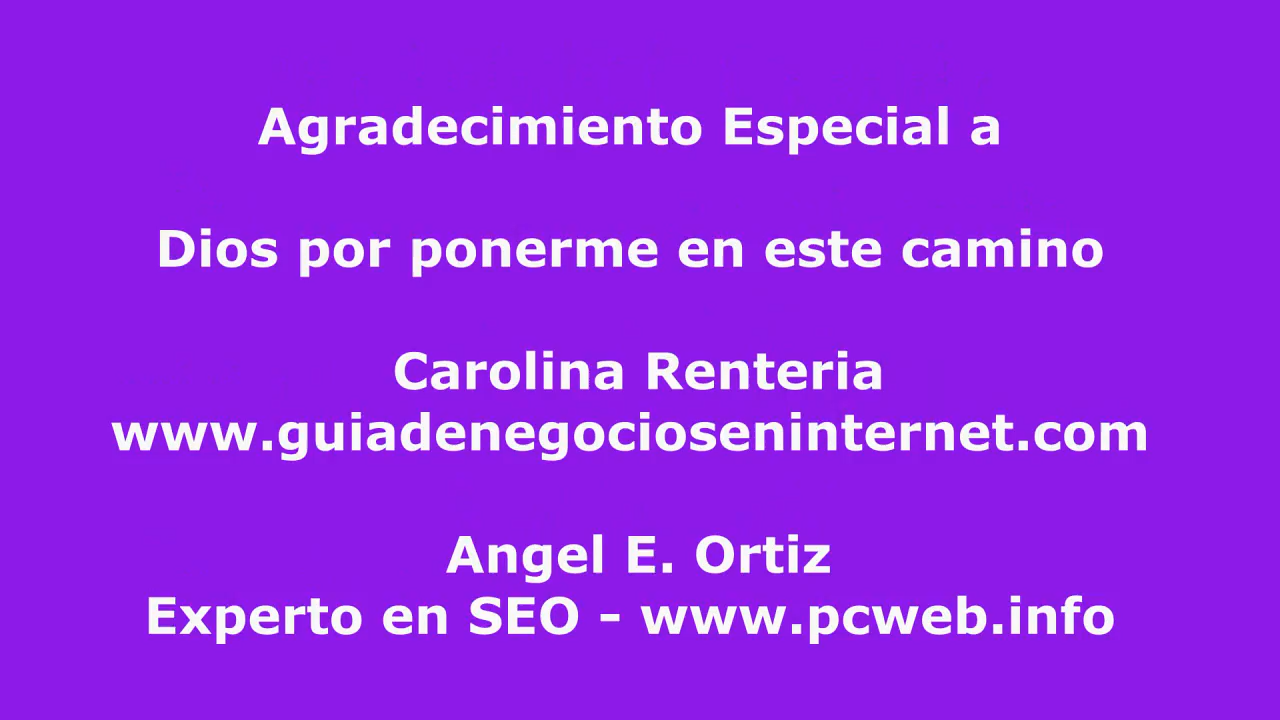 Agradecimiento Especial a
Dios por ponerme en este camino
Carolina Renteria
www.guiadenegocioseninternet.com
Angel E. Ortiz
Experto en SEO - www.pcweb.info